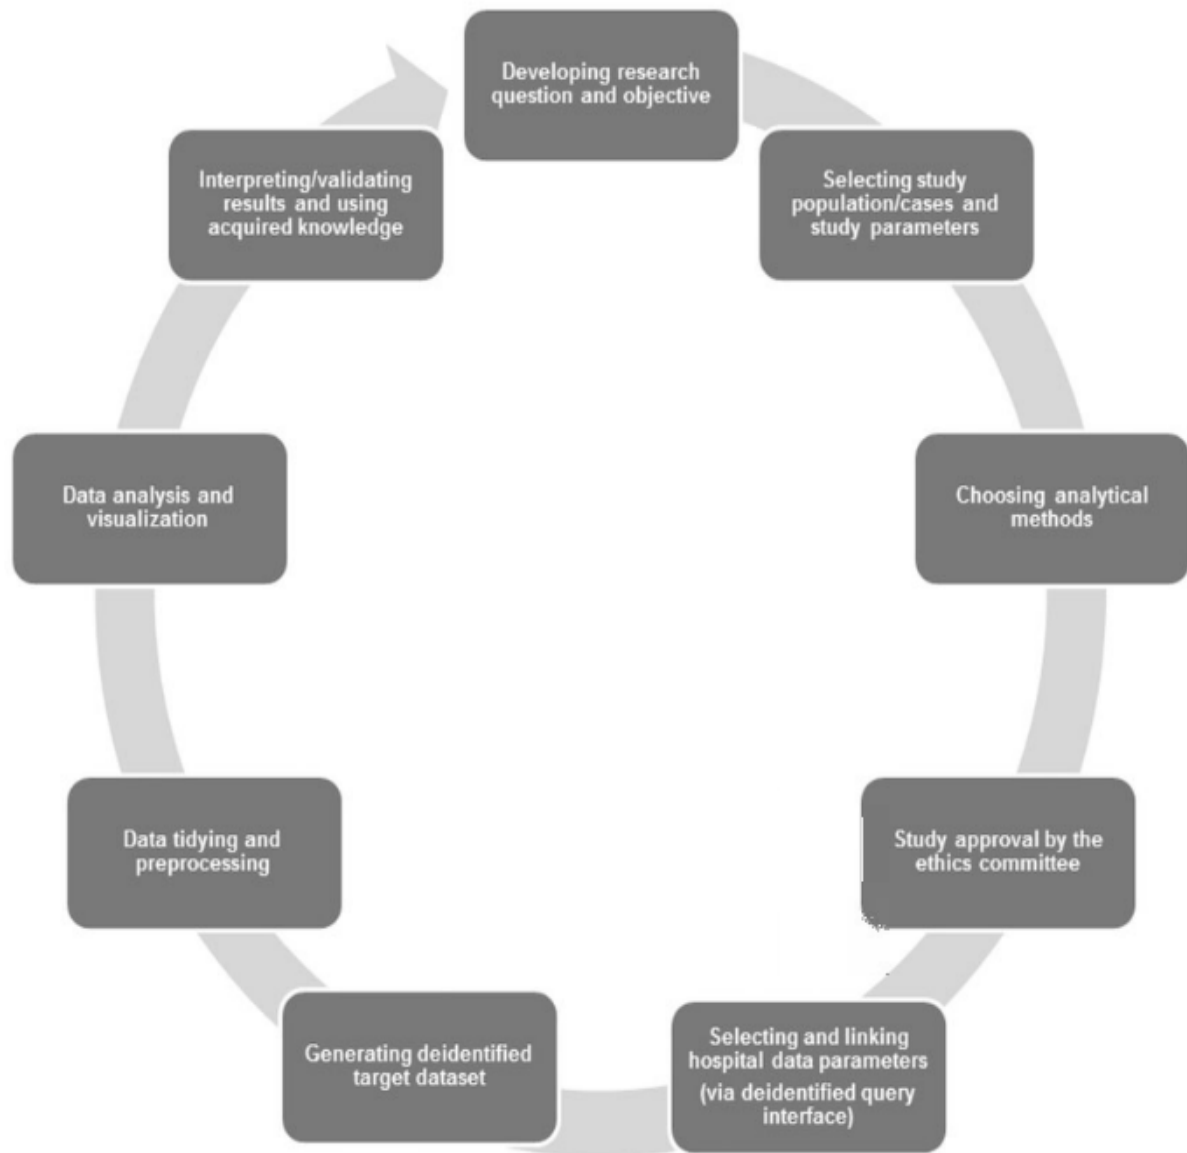 Developing research
question and objective
Selecting study
population/cases and
study parameters
Choosing analytical
methods
Study approval by the
ethics committee
Selecting and linking
hospital data parameters
(via deidentified query
interface)
Generating deidentified
target dataset
Data tidying and
preprocessing
Data analysis and
visualization
Interpreting/validating
results and using
acquired knowledge